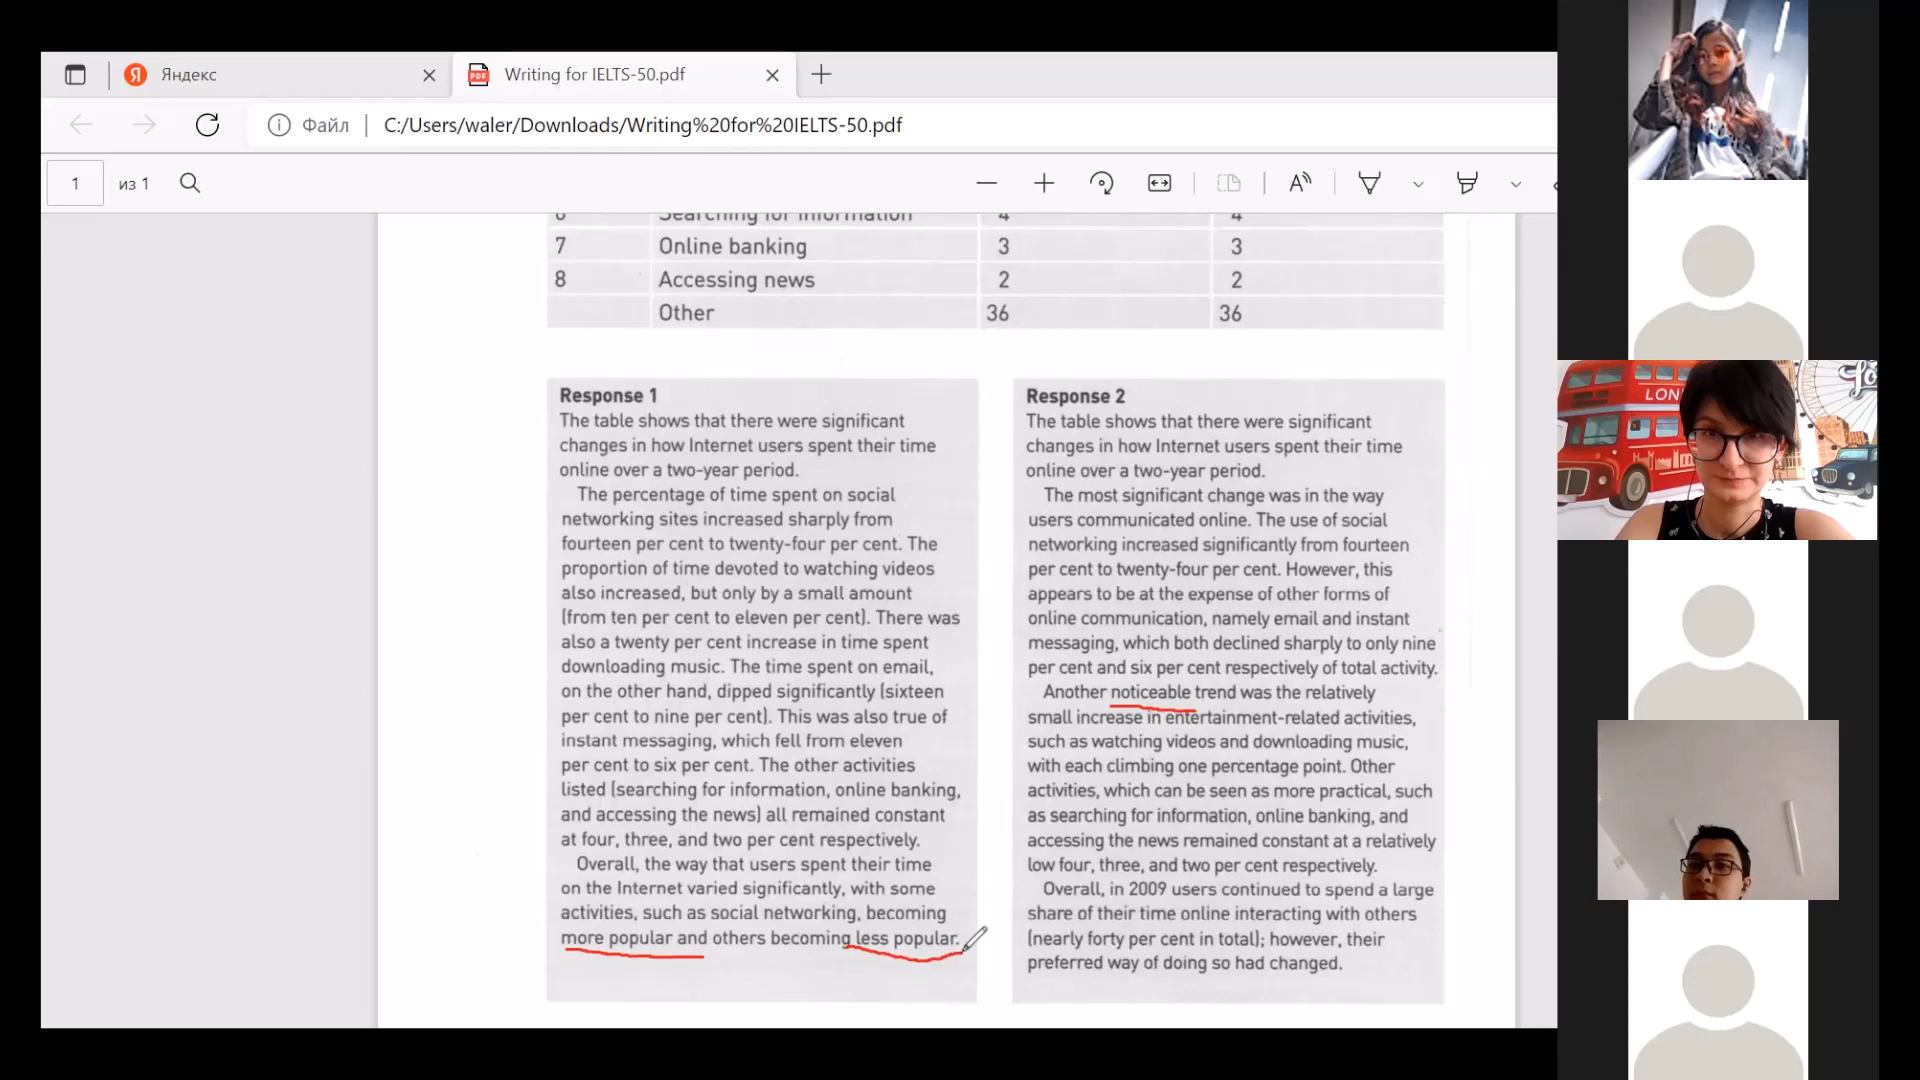 Яндекс
Writing for IELTS-50.pdf
PDF
Файл
C:/Users/waler/Downloads/Writing%20for%20IELTS-50.pdf
1
из 1
6 Searching for information 4 4
7 Online banking 3 3
8 Accessing news 2 2
Other 36 36
Response 1
The table shows that there were significant
changes in how Internet users spent their time
online over a two-year period.
The percentage of time spent on social
networking sites increased sharply from
fourteen per cent to twenty-four per cent. The
proportion of time devoted to watching videos
also increased, but only by a small amount
(from ten per cent to eleven per cent). There was
also a twenty per cent increase in time spent
downloading music. The time spent on email,
on the other hand, dipped significantly (sixteen
per cent to nine per cent). This was also true of
instant messaging, which fell from eleven
per cent to six per cent. The other activities
listed (searching for information, online banking,
and accessing the news) all remained constant
at four, three, and two per cent respectively.
Overall, the way that users spent their time
on the Internet varied significantly, with some
activities, such as social networking, becoming
more popular and others becoming less popular.
Response 2
The table shows that there were significant
changes in how Internet users spent their time
online over a two-year period.
The most significant change was in the way
users communicated online. The use of social
networking increased significantly from fourteen
per cent to twenty-four per cent. However, this
appears to be at the expense of other forms of
online communication, namely email and instant
messaging, which both declined sharply to only nine
per cent and six per cent respectively of total activity.
Another noticeable trend was the relatively
small increase in entertainment-related activities,
such as watching videos and downloading music,
with each climbing one percentage point. Other
activities, which can be seen as more practical, such
as searching for information, online banking, and
accessing the news remained constant at a relatively
low four, three, and two per cent respectively.
Overall, in 2009 users continued to spend a large
share of their time online interacting with others
(nearly forty per cent in total); however, their
preferred way of doing so had changed.
LON
Lo